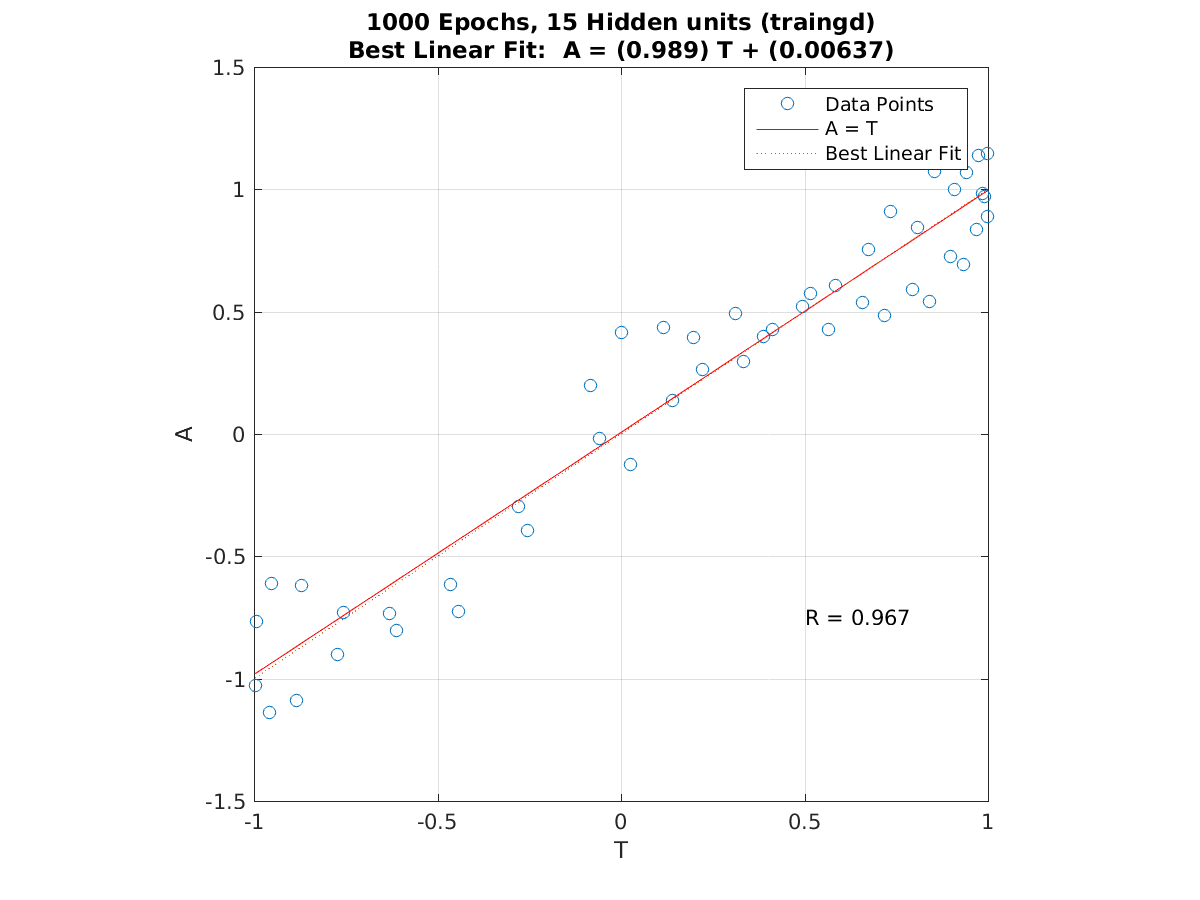 1000 Epochs, 15 Hidden units (traingd)
Best Linear Fit:  A = (0.989) T + (0.00637)
1.5
Data Points
A = T
Best Linear Fit
1
0.5
A
0
-0.5
R = 0.967
-1
-1.5
-1
-0.5
0
0.5
1
T